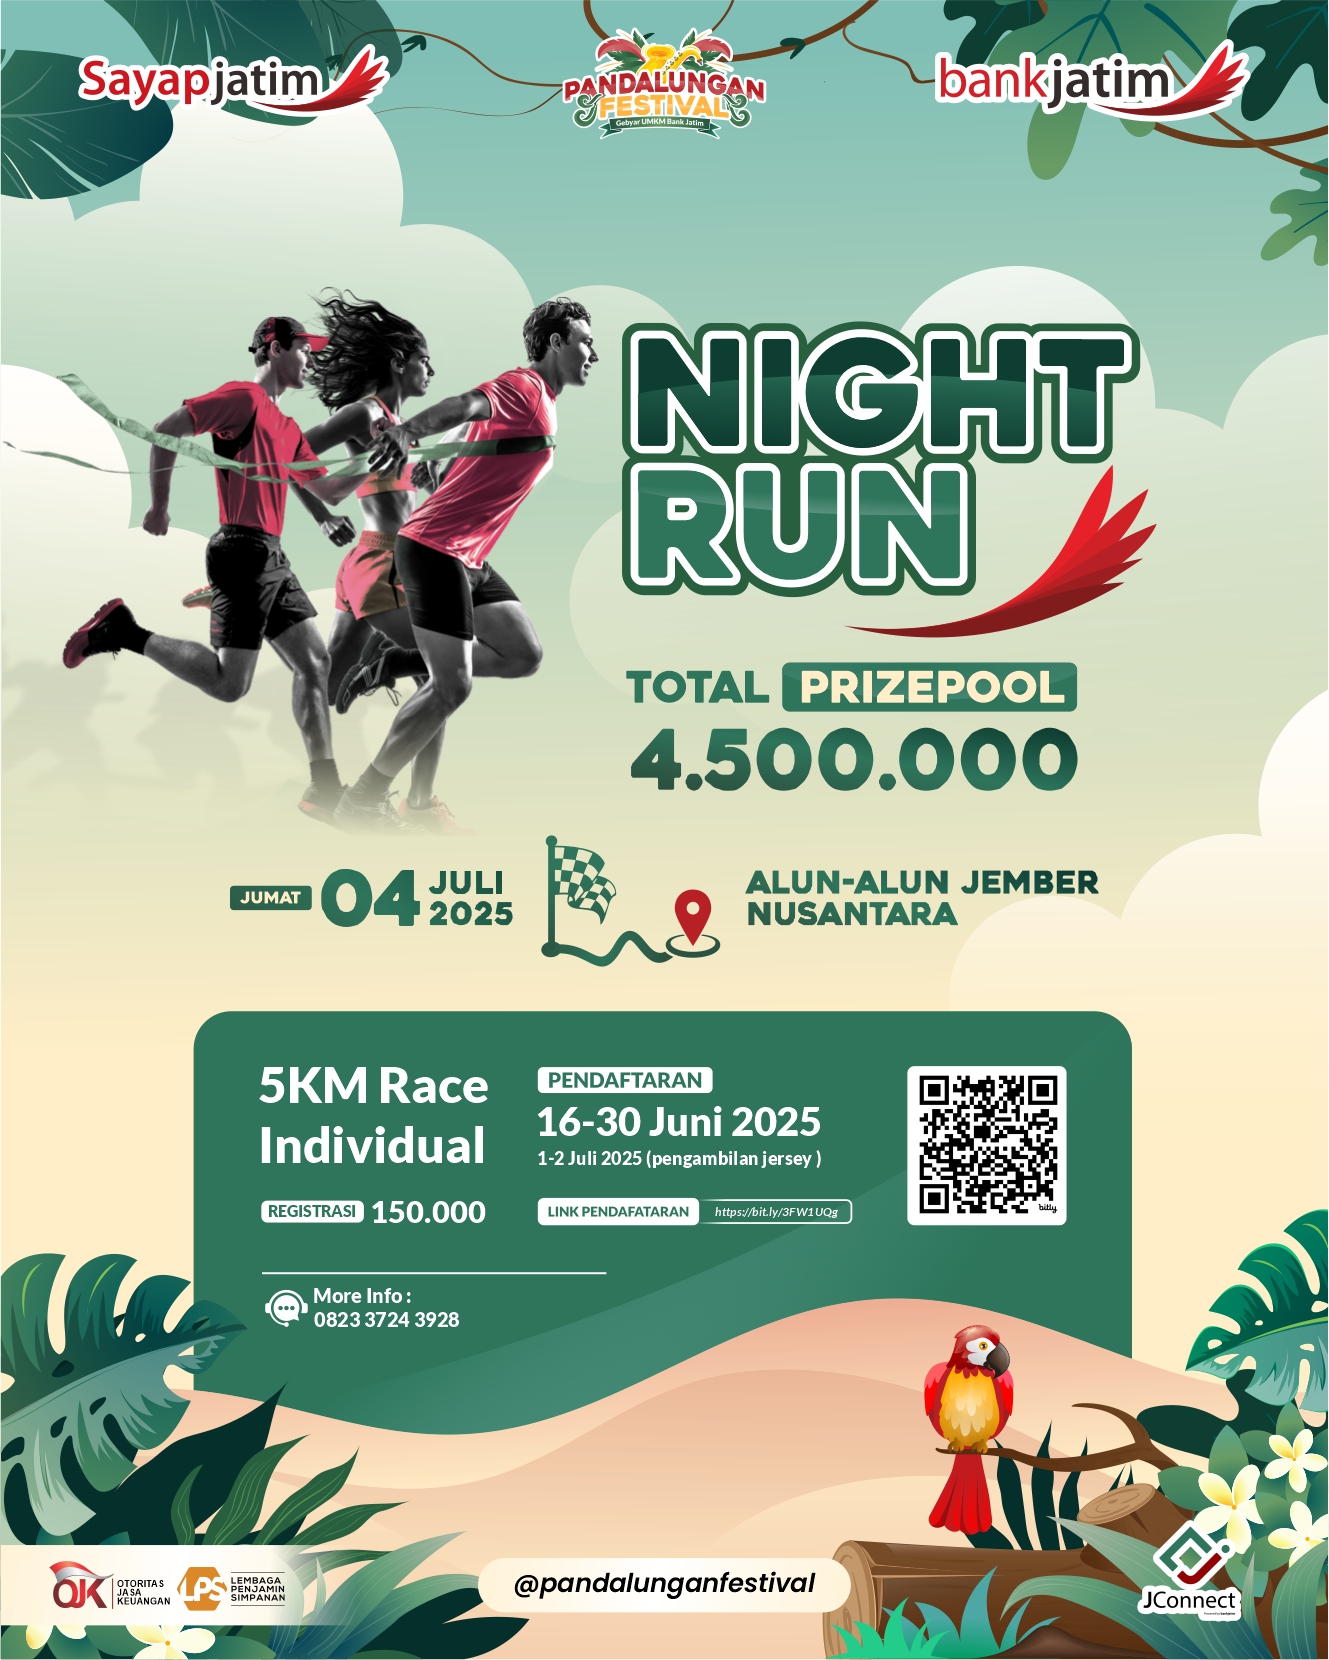 Sayapjatim
PANDALUNGAN
FESTIVAL
Gebyar UMKM Bank Jatim
bankjatim
NIGHT
RUN
TOTAL PRIZEPOOL
4.500.000
JUMAT 04 JULI 2025
ALUN-ALUN JEMBER
NUSANTARA
5KM Race
Individual
REGISTRASI 150.000
PENDAFTARAN
16-30 Juni 2025
1-2 Juli 2025 (pengambilan jersey )
LINK PENDAFATARAN https://bit.ly/3FW1UQg
bitly
More Info :
0823 3724 3928
OJK OTORITAS
JASA
KEUANGAN
LPS LEMBAGA
PENJAMIN
SIMPANAN
@pandalunganfestival
JConnect